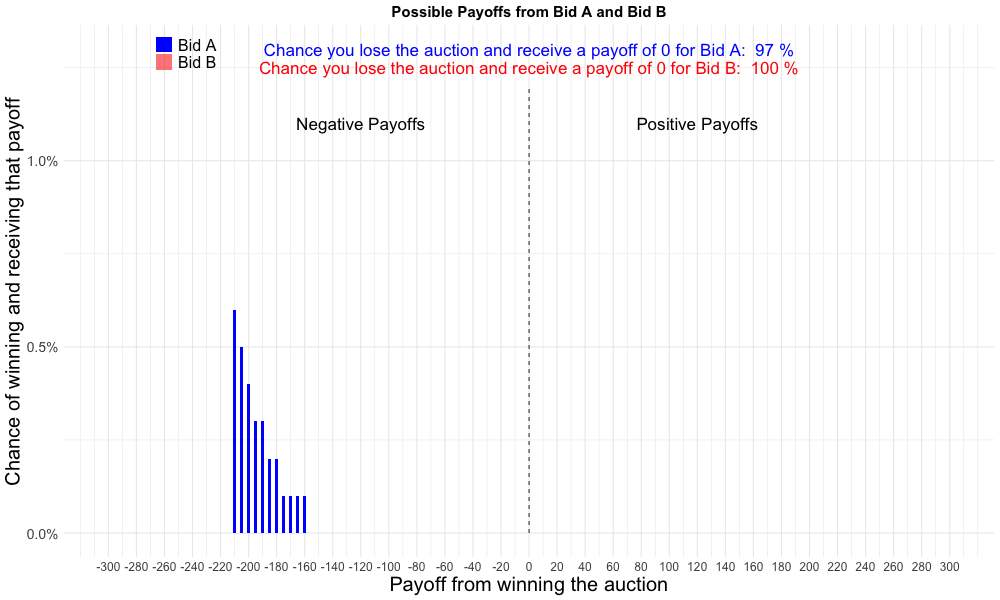 Possible Payoffs from Bid A and Bid B
Bid A
Bid B
Chance you lose the auction and receive a payoff of 0 for Bid A:  97 %
Chance you lose the auction and receive a payoff of 0 for Bid B:  100 %
Negative Payoffs
Positive Payoffs
Chance of winning and receiving that payoff
1.0%
0.5%
0.0%
-300 -280 -260 -240 -220 -200 -180 -160 -140 -120 -100 -80 -60 -40 -20 0 20 40 60 80 100 120 140 160 180 200 220 240 260 280 300
Payoff from winning the auction